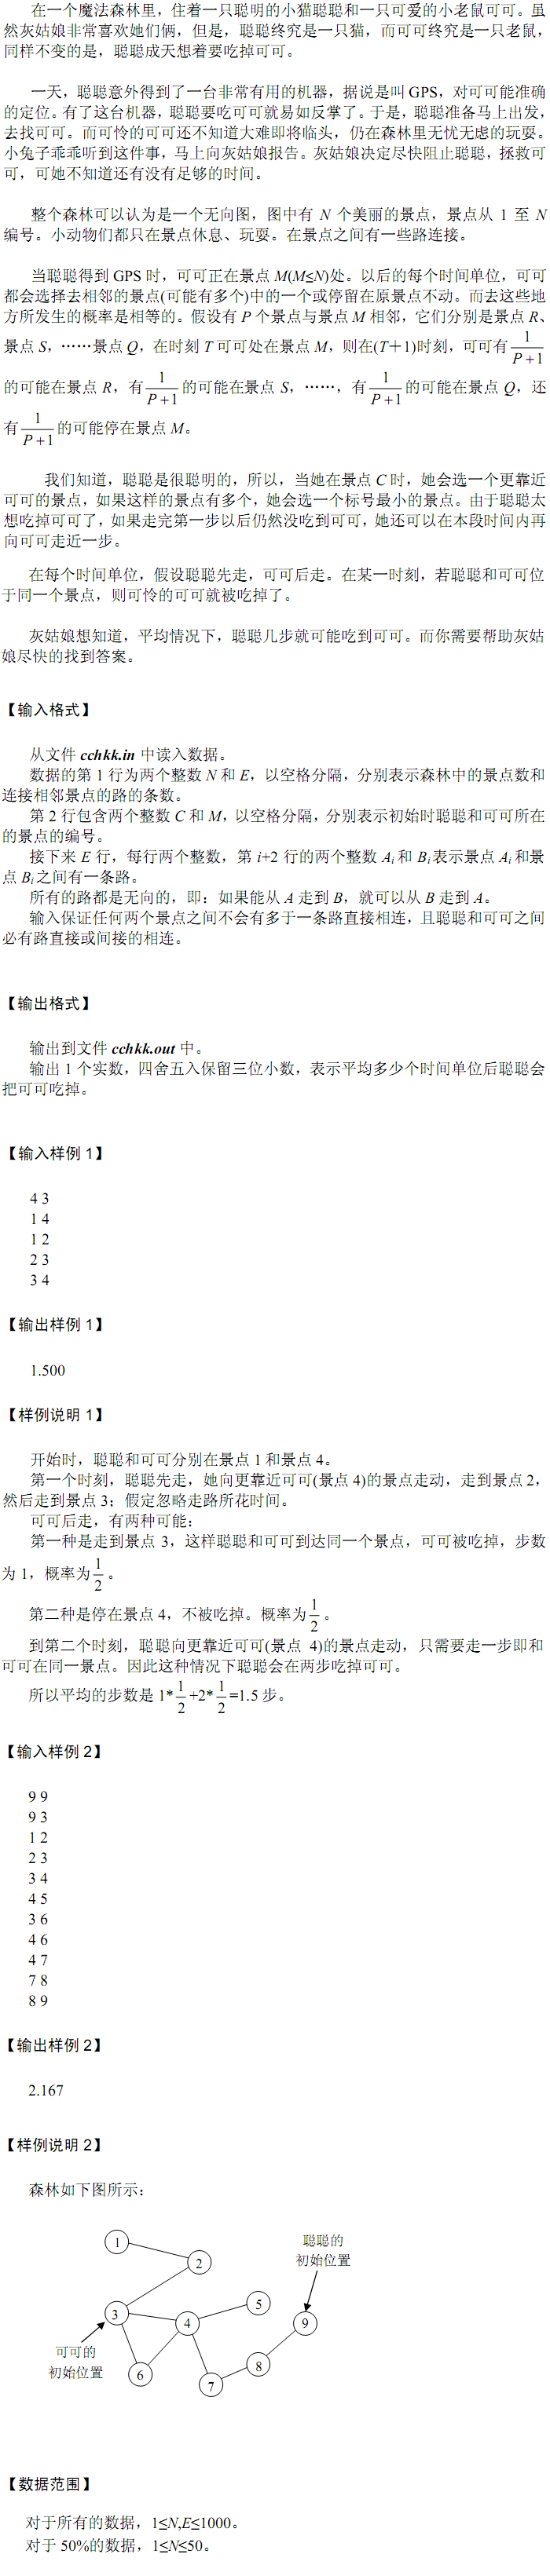 在一个魔法森林里，住着一只聪明的小猫聪聪和一只可爱的小老鼠可可。虽
然灰姑娘非常喜欢她们俩，但是，聪聪终究是一只猫，而可可终究是一只老鼠，
同样不变的是，聪聪成天想着要吃掉可可。
一天，聪聪意外得到了一台非常有用的机器，据说是叫 GPS，对可可能准确
的定位。有了这台机器，聪聪要吃可可就易如反掌了。于是，聪聪准备马上出发，
去找可可。而可怜的可可还不知道大难即将临头，仍在森林里无忧无虑的玩耍。
小兔子乖乖听到这件事，马上向灰姑娘报告。灰姑娘决定尽快阻止聪聪，拯救可
可，可她不知道还有没有足够的时间。
整个森林可以认为是一个无向图，图中有 N 个美丽的景点，景点从 1 至 N
编号。小动物们都只在景点休息、玩耍。在景点之间有一些路连接。
当聪聪得到 GPS 时，可可正在景点 M(M≤N)处。以后的每个时间单位，可可
都会选择去相邻的景点(可能有多个)中的一个或停留在原景点不动。而去这些地
方所发生的概率是相等的。假设有 P 个景点与景点 M 相邻，它们分别是景点 R、
景点 S，……景点 Q，在时刻 T 可可处在景点 M，则在(T＋1)时刻，可可有1/(P+1)
的可能在景点 R，有1/(P+1)的可能在景点 S，……，有1/(P+1)的可能在景点 Q，还
有1/(P+1)的可能停在景点 M。
我们知道，聪聪是很聪明的，所以，当她在景点 C 时，她会选一个更靠近
可可的景点，如果这样的景点有多个，她会选一个标号最小的景点。由于聪聪太
想吃掉可可了，如果走完第一步以后仍然没吃到可可，她还可以在本段时间内再
向可可走近一步。
在每个时间单位，假设聪聪先走，可可后走。在某一时刻，若聪聪和可可位
于同一个景点，则可怜的可可就被吃掉了。
灰姑娘想知道，平均情况下，聪聪几步就可能吃到可可。而你需要帮助灰姑
娘尽快的找到答案。
【输入格式】
从文件 cchkk.in 中读入数据。
数据的第 1 行为两个整数 N 和 E，以空格分隔，分别表示森林中的景点数和
连接相邻景点的路的条数。
第 2 行包含两个整数 C 和 M，以空格分隔，分别表示初始时聪聪和可可所在
的景点的编号。
接下来 E 行，每行两个整数，第 i+2 行的两个整数 Ai 和 Bi 表示景点 Ai 和景
点 Bi 之间有一条路。
所有的路都是无向的，即：如果能从 A 走到 B，就可以从 B 走到 A。
输入保证任何两个景点之间不会有多于一条路直接相连，且聪聪和可可之间
必有路直接或间接的相连。
【输出格式】
输出到文件 cchkk.out 中。
输出 1 个实数，四舍五入保留三位小数，表示平均多少个时间单位后聪聪会
把可可吃掉。
【输入样例 1】
4 3
1 4
1 2
2 3
3 4
【输出样例 1】
1.500
【样例说明 1】
开始时，聪聪和可可分别在景点 1 和景点 4。
第一个时刻，聪聪先走，她向更靠近可可(景点 4)的景点走动，走到景点 2，
然后走到景点 3；假定忽略走路所花时间。
可可后走，有两种可能：
第一种是走到景点 3，这样聪聪和可可到达同一个景点，可可被吃掉，步数
为 1，概率为1/2。
第二种是停在景点 4，不被吃掉。概率为1/2。
到第二个时刻，聪聪向更靠近可可(景点 4)的景点走动，只需要走一步即和
可可在同一景点。因此这种情况下聪聪会在两步吃掉可可。
所以平均的步数是 1*1/2+2*1/2=1.5 步。
【输入样例 2】
9 9
9 3
1 2
2 3
3 4
4 5
3 6
4 6
4 7
7 8
8 9
【输出样例 2】
2.167
【样例说明 2】
森林如下图所示：
1
2
聪聪的
初始位置
3
4
5
9
可可的
初始位置
6
7
8
【数据范围】
对于所有的数据，1≤N,E≤1000。
对于 50%的数据，1≤N≤50。